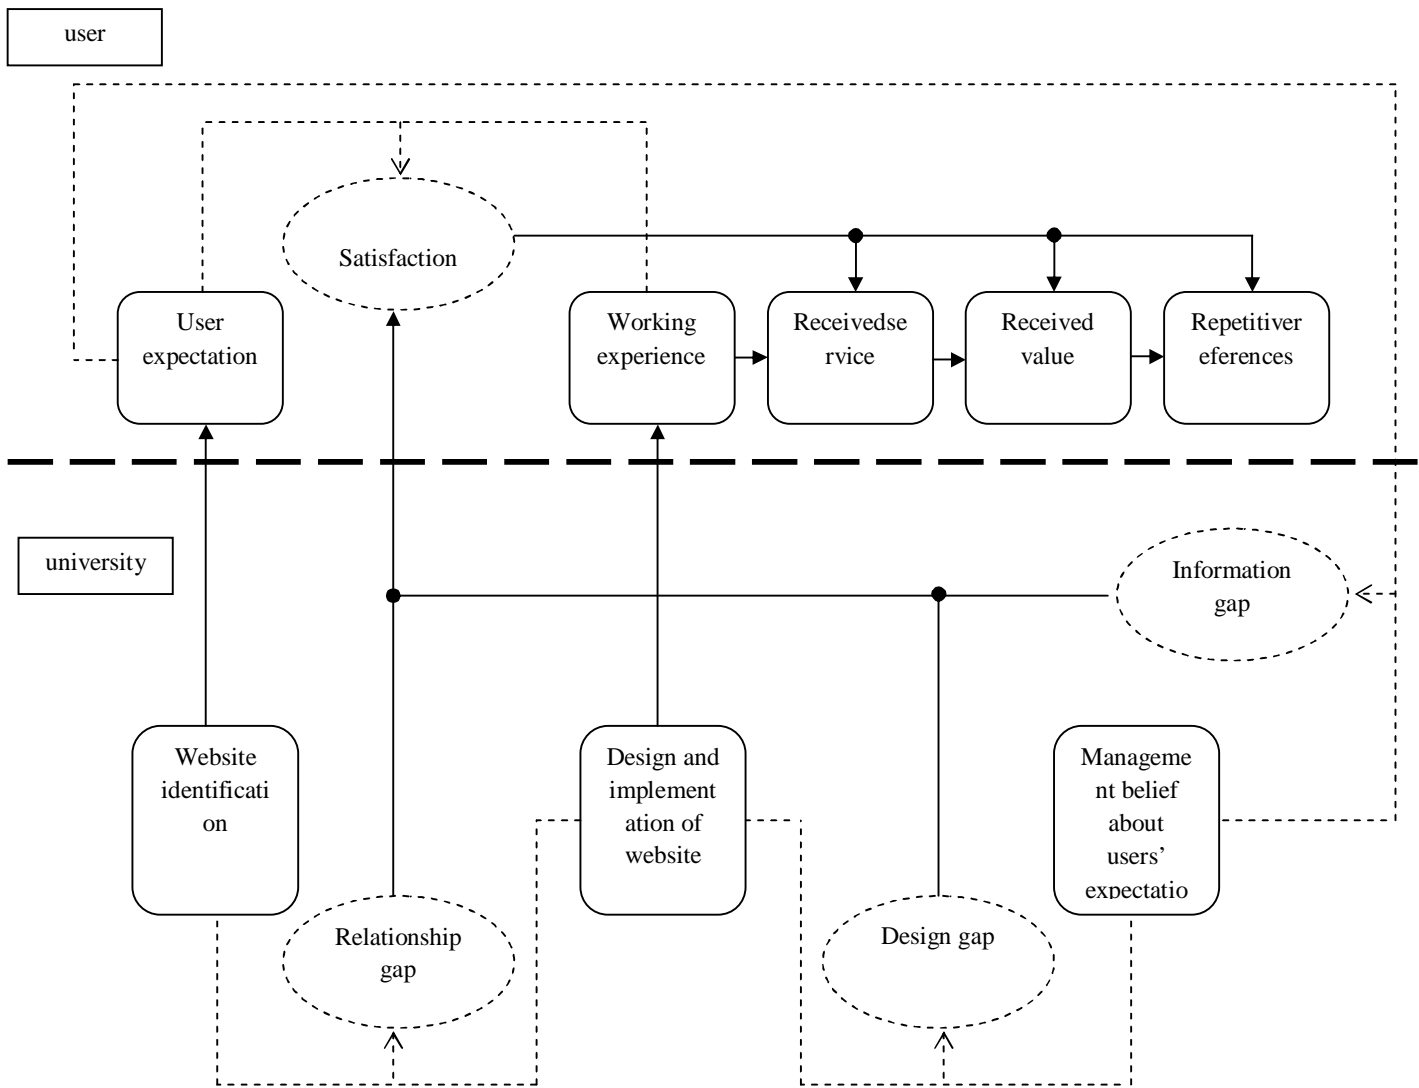 user
Satisfaction
User
expectation
Working
experience
Receivedse
rvice
Received
value
Repetitiver
eferences
university
Information
gap
Website
identificati
on
Design and
implement
ation of
website
Manageme
nt belief
about
users’
expectatio
Relationship
gap
Design gap